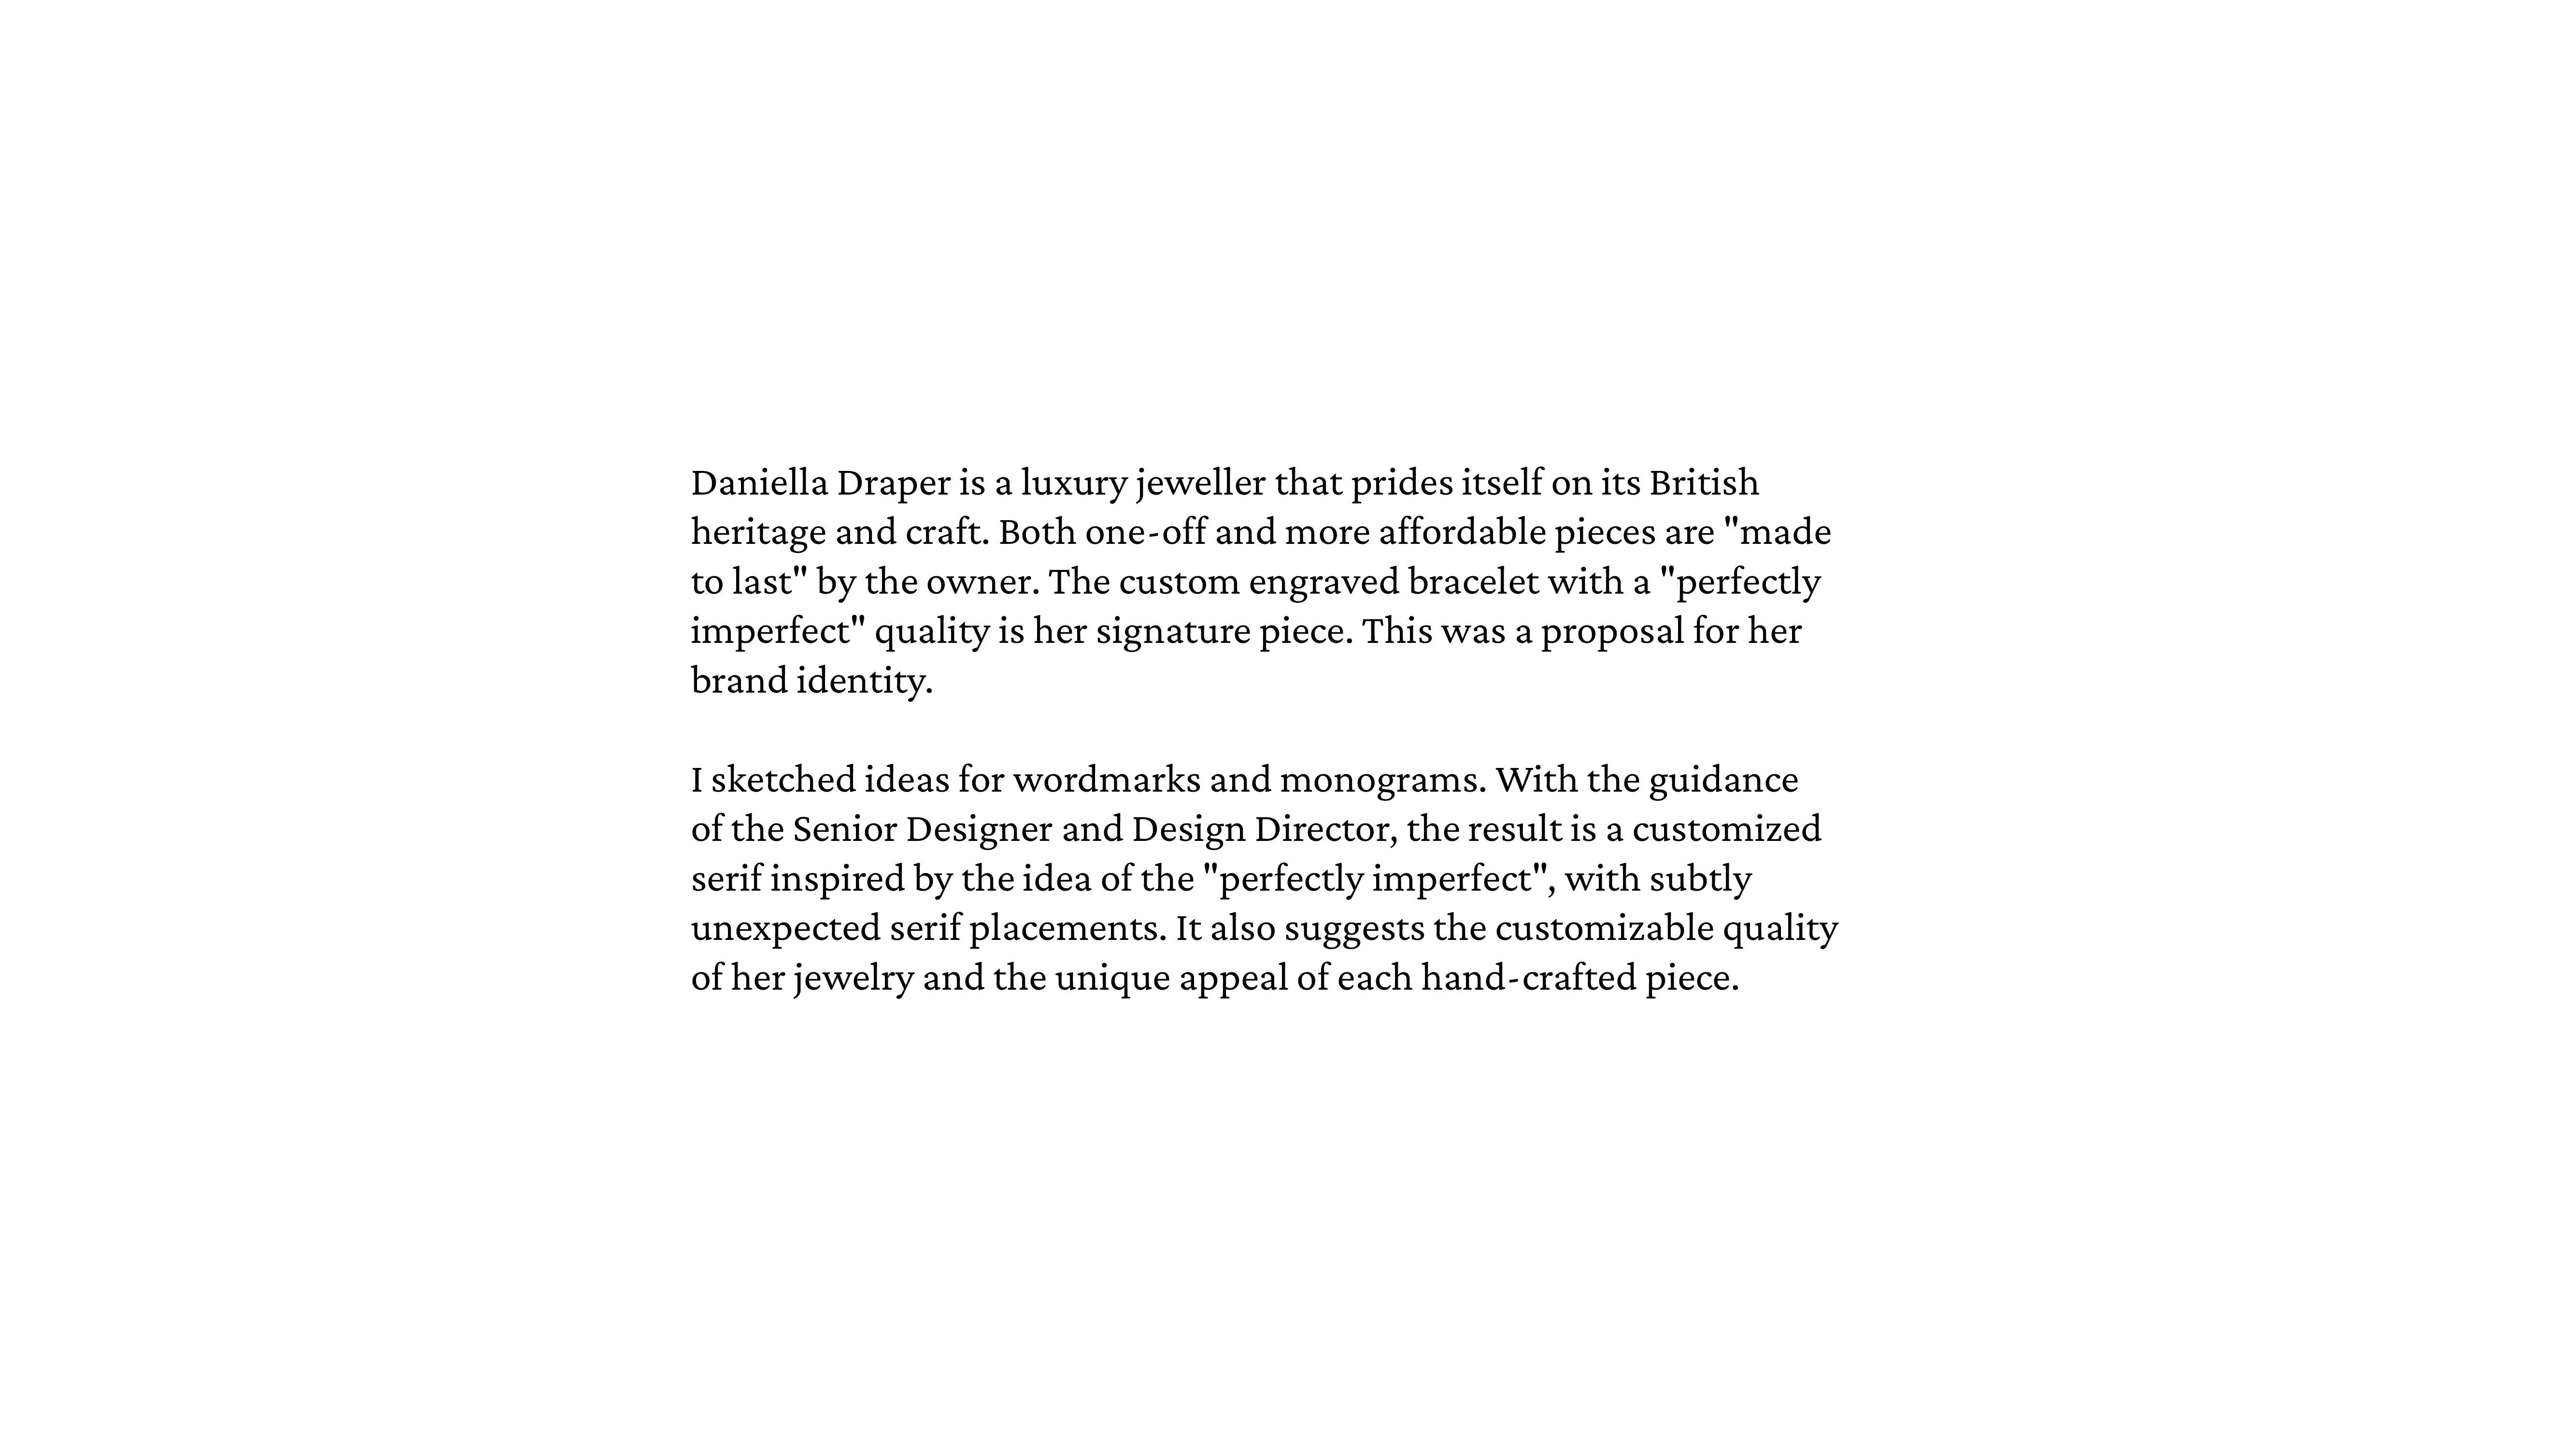 Daniella Draper is a luxury jeweller that prides itself on its British
heritage and craft. Both one-off and more affordable pieces are "made
to last" by the owner. The custom engraved bracelet with a "perfectly
imperfect" quality is her signature piece. This was a proposal for her
brand identity.
I sketched ideas for wordmarks and monograms. With the guidance
of the Senior Designer and Design Director, the result is a customized
serif inspired by the idea of the "perfectly imperfect", with subtly
unexpected serif placements. It also suggests the customizable quality
of her jewelry and the unique appeal of each hand-crafted piece.